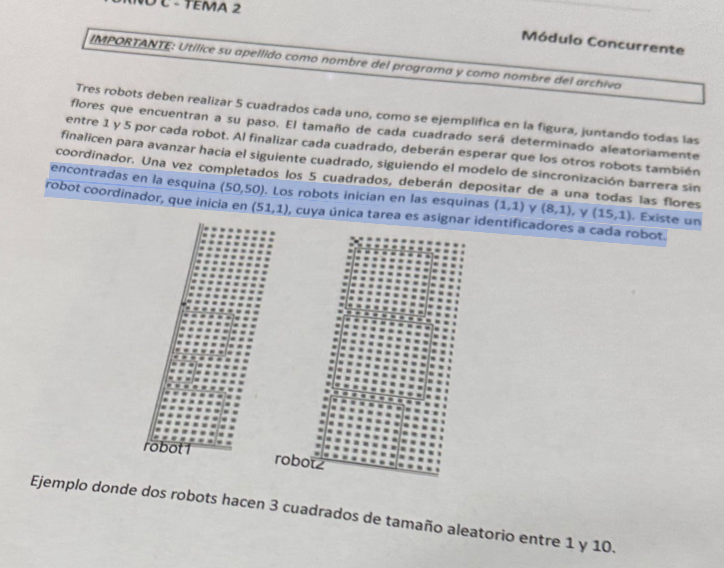 C - TEMA 2
Módulo Concurrente
IMPORTANTE: Utilice su apellido como nombre del programa y como nombre del archivo
Tres robots deben realizar 5 cuadrados cada uno, como se ejemplifica en la figura, juntando todas las
flores que encuentran a su paso. El tamaño de cada cuadrado será determinado aleatoriamente
entre 1 y 5 por cada robot. Al finalizar cada cuadrado, deberán esperar que los otros robots también
finalicen para avanzar hacia el siguiente cuadrado, siguiendo el modelo de sincronización barrera sin
coordinador. Una vez completados los 5 cuadrados, deberán depositar de a una todas las flores
encontradas en la esquina (50,50). Los robots inician en las esquinas (1,1) y (8,1), y (15,1). Existe un
robot coordinador, que inicia en (51,1), cuya única tarea es asignar identificadores a cada robot.
robot1
robot2
Ejemplo donde dos robots hacen 3 cuadrados de tamaño aleatorio entre 1 y 10.